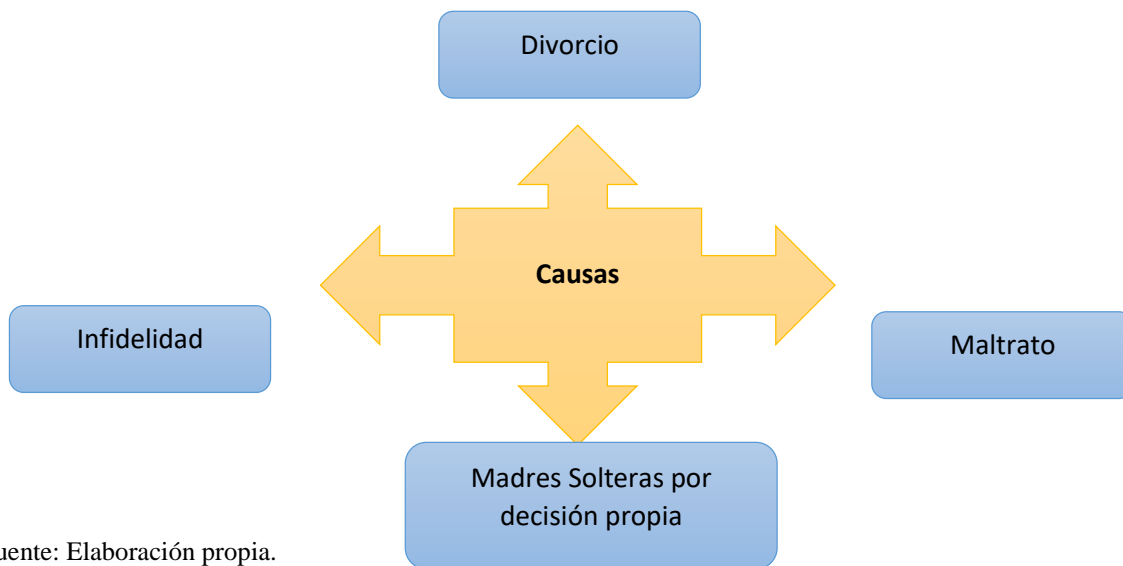 Divorcio
Causas
Infidelidad
Maltrato
Madres Solteras por
decisión propia
uente: Elaboración propia.